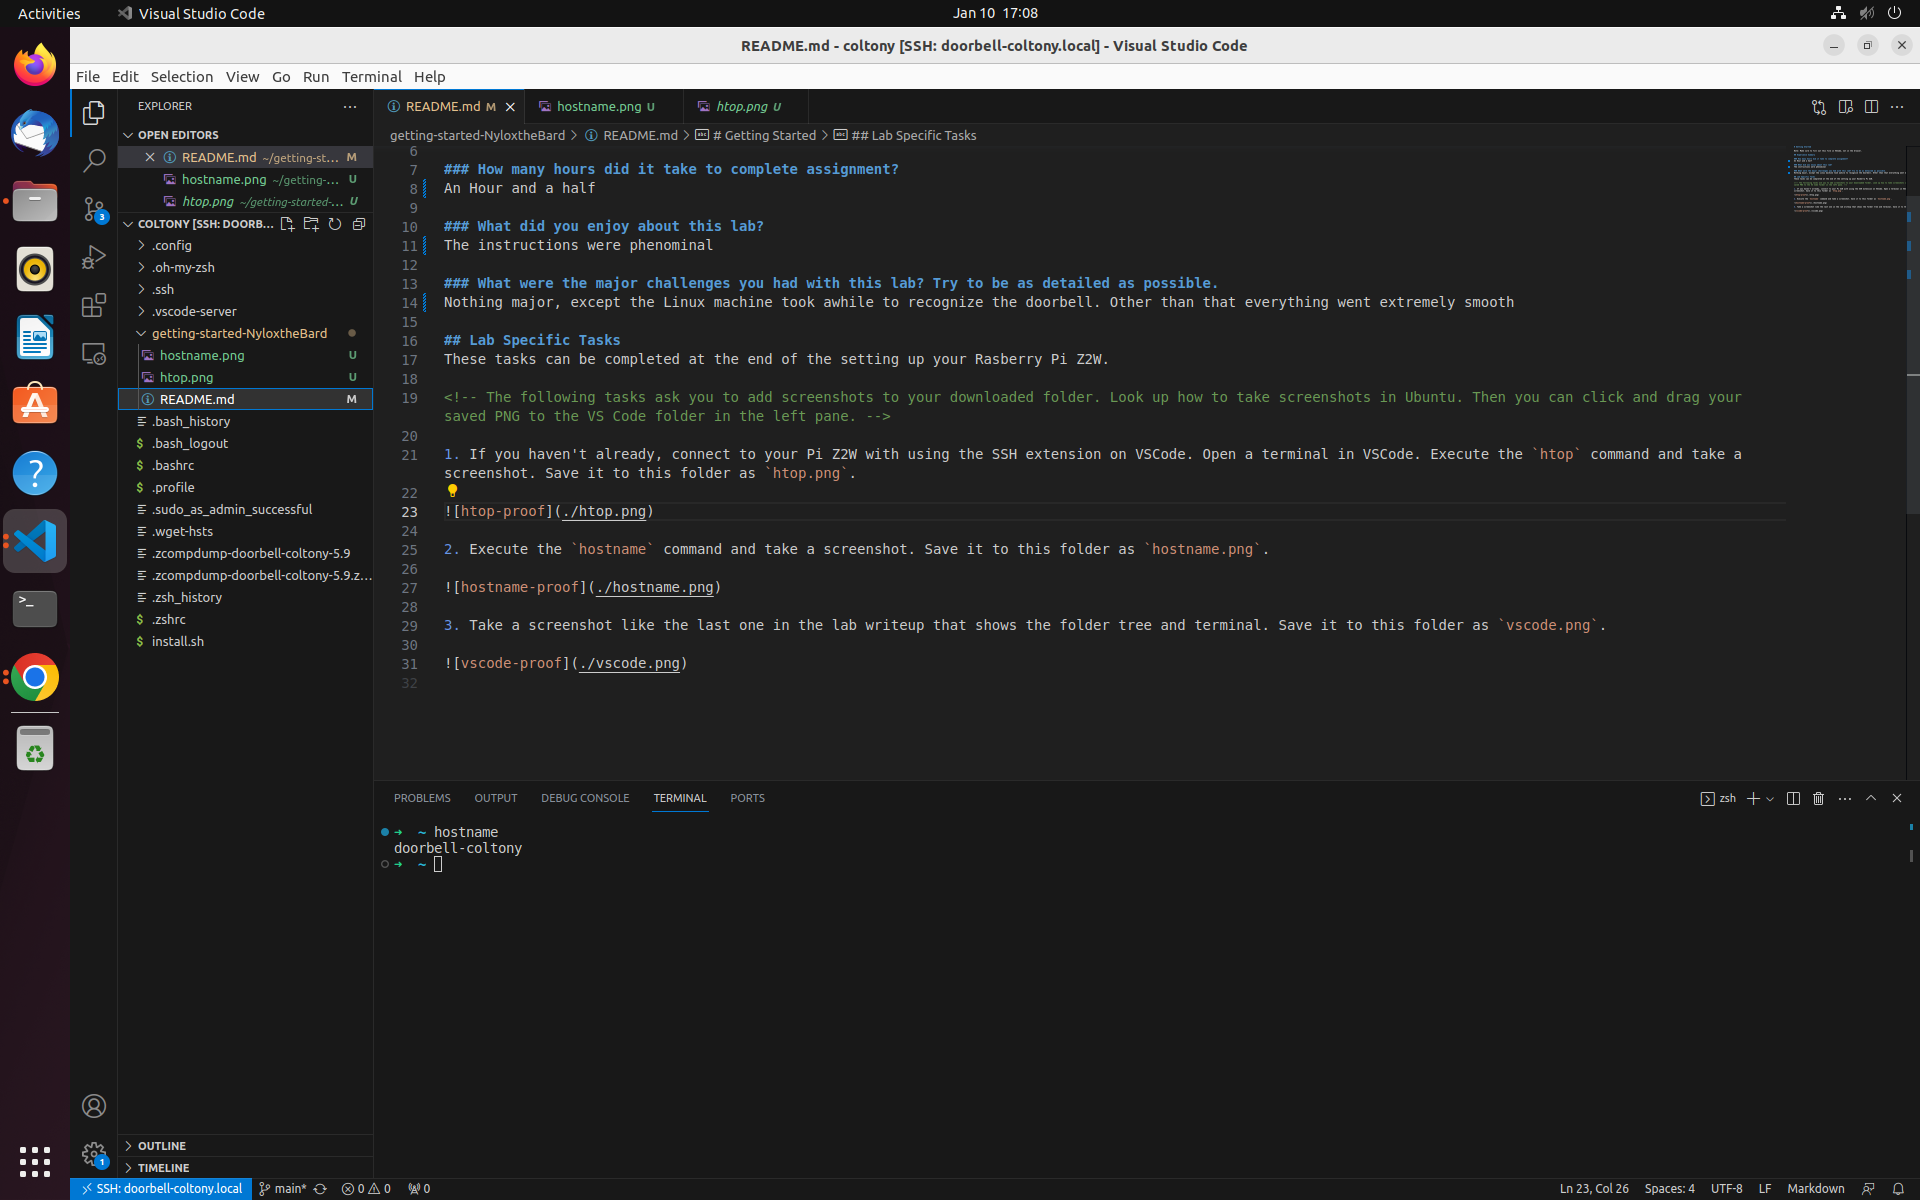 Activities
Visual Studio Code
Jan 10 17:08
README.md - coltony [SSH: doorbell-coltony.local] - Visual Studio Code
File Edit Selection View Go Run Terminal Help
EXPLORER
README.md M
hostname.png U
htop.png U
OPEN EDITORS
getting-started-NyloxtheBard > README.md > # Getting Started > ## Lab Specific Tasks
README.md ~/getting-st... M
hostname.png ~/getting-... U
htop.png ~/getting-started-... U
COLTONY [SSH: DOORB...
.config
.oh-my-zsh
.ssh
.vscode-server
getting-started-NyloxtheBard
hostname.png U
htop.png U
README.md M
.bash_history
.bash_logout
.bashrc
.profile
.sudo_as_admin_successful
.wget-hsts
.zcompdump-doorbell-coltony-5.9
.zcompdump-doorbell-coltony-5.9.z...
.zsh_history
.zshrc
install.sh
OUTLINE
TIMELINE
6
7 ### How many hours did it take to complete assignment?
8 An Hour and a half
9
10 ### What did you enjoy about this lab?
11 The instructions were phenominal
12
13 ### What were the major challenges you had with this lab? Try to be as detailed as possible.
14 Nothing major, except the Linux machine took awhile to recognize the doorbell. Other than that everything went extremely smooth
15
16 ## Lab Specific Tasks
17 These tasks can be completed at the end of the setting up your Rasberry Pi Z2W.
18
19 <!-- The following tasks ask you to add screenshots to your downloaded folder. Look up how to take screenshots in Ubuntu. Then you can click and drag your
saved PNG to the VS Code folder in the left pane. -->
20
21 1. If you haven't already, connect to your Pi Z2W with using the SSH extension on VSCode. Open a terminal in VSCode. Execute the `htop` command and take a
screenshot. Save it to this folder as `htop.png`.
22
23 ![htop-proof](./htop.png)
24
25 2. Execute the `hostname` command and take a screenshot. Save it to this folder as `hostname.png`.
26
27 ![hostname-proof](./hostname.png)
28
29 3. Take a screenshot like the last one in the lab writeup that shows the folder tree and terminal. Save it to this folder as `vscode.png`.
30
31 ![vscode-proof](./vscode.png)
32
PROBLEMS OUTPUT DEBUG CONSOLE TERMINAL PORTS
zsh
➜ ~ hostname
doorbell-coltony
➜ ~
3
1
SSH: doorbell-coltony.local main* 0 0 0
Ln 23, Col 26 Spaces: 4 UTF-8 LF Markdown